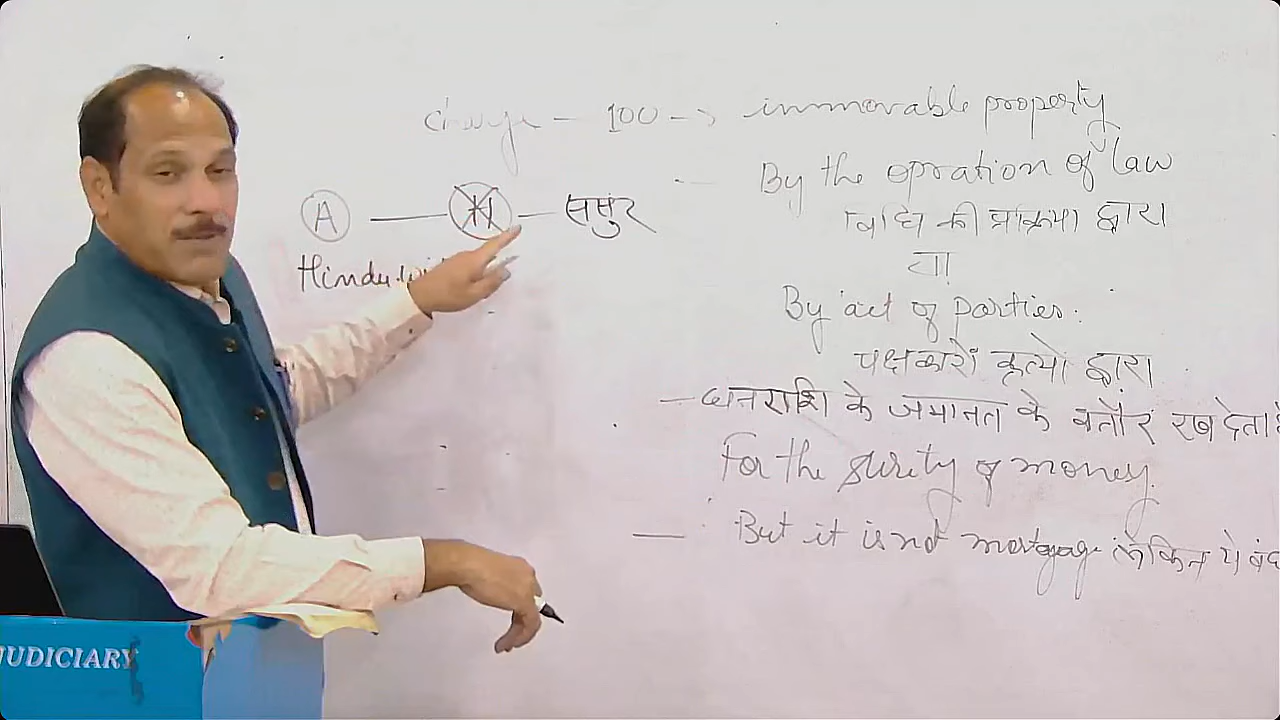 charge - 100 -> immovable property
- By the opration of law
विधि की प्रक्रिया द्वारा
या
By act of parties.
पक्षकारों कृत्यो द्वारा
- धनराशि के जमानत के बतौर रख देता है
For the surity of money.
- But it is not mortgage लेकिन ये
A — H — ससुर
Hindu
JUDICIARY